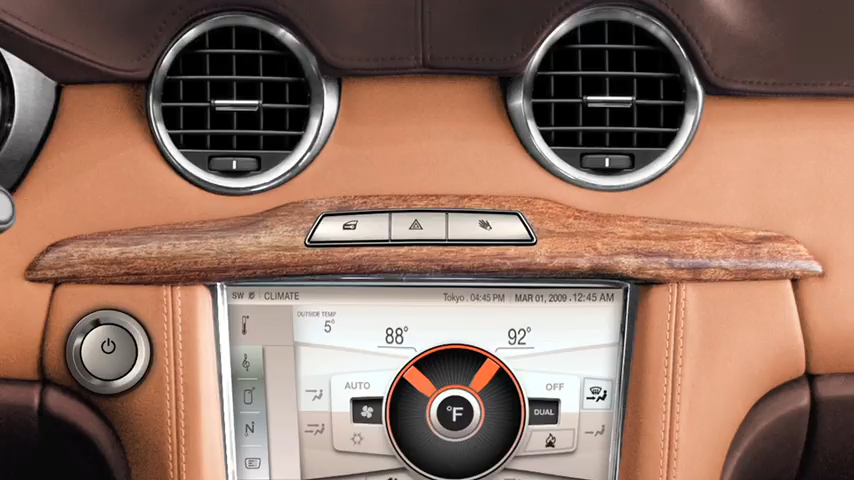 SW CLIMATE Tokyo . 04:45 PM | MAR 01, 2009 . 12:45 AM
OUTSIDE TEMP
5°
88° 92°
AUTO OFF
°F DUAL
N